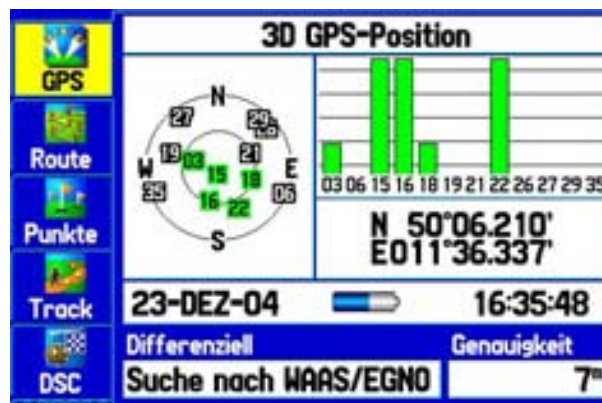 3D GPS-Position
GPS
Route
Punkte
Track
DSC
N
W
E
S
27
29
19
03
21
15
18
35
06
16
22
03 06 15 16 18 19 21 22 26 27 29 35
N 50°06.210'
E011°36.337'
23-DEZ-04
16:35:48
Differenziell
Genauigkeit
Suche nach WAAS/EGNO
7m